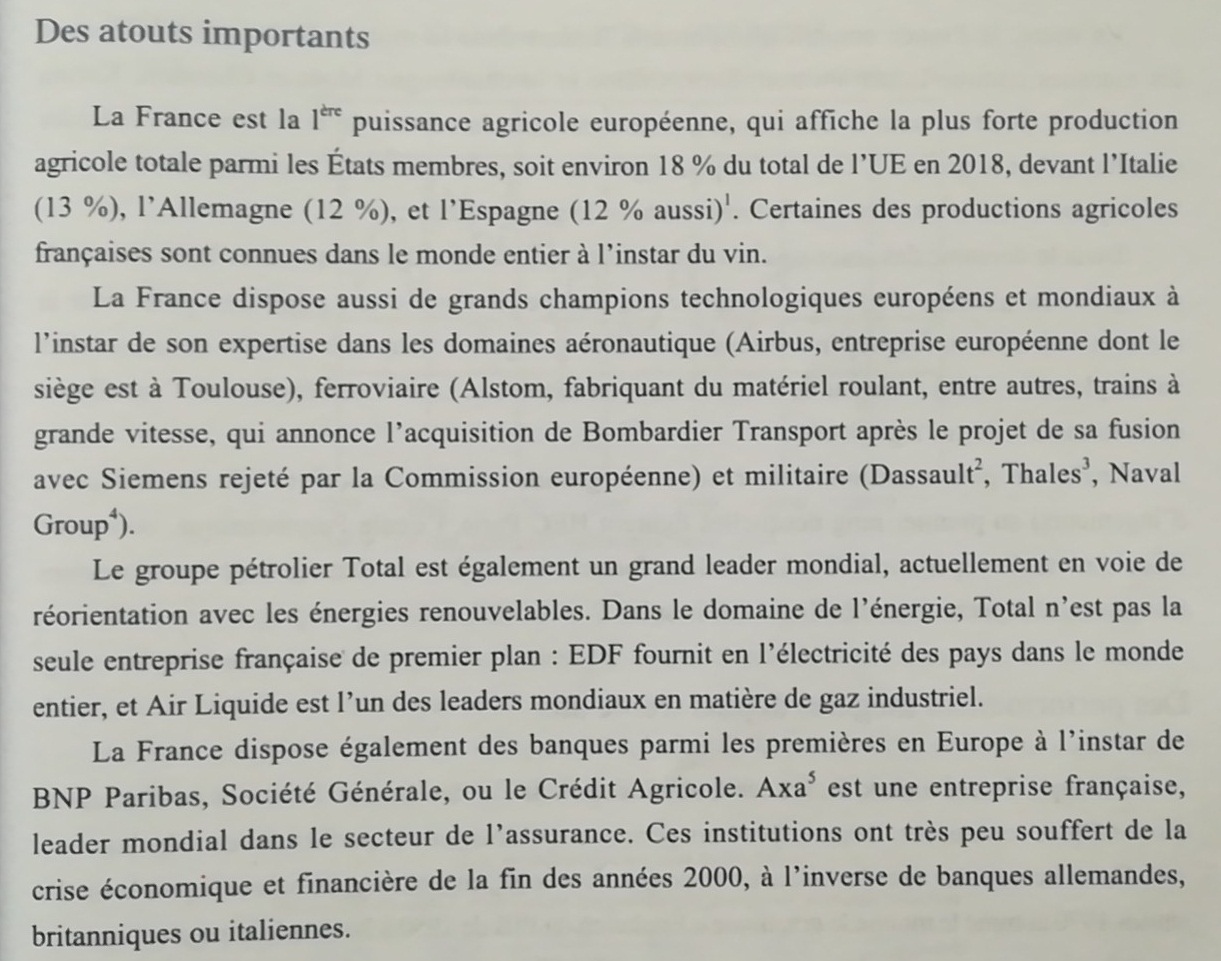 Des atouts importants
La France est la 1ère puissance agricole européenne, qui affiche la plus forte production
agricole totale parmi les États membres, soit environ 18 % du total de l'UE en 2018, devant l'Italie
(13 %), l'Allemagne (12 %), et l'Espagne (12 % aussi)¹. Certaines des productions agricoles
françaises sont connues dans le monde entier à l'instar du vin.
La France dispose aussi de grands champions technologiques européens et mondiaux à
l'instar de son expertise dans les domaines aéronautique (Airbus, entreprise européenne dont le
siège est à Toulouse), ferroviaire (Alstom, fabriquant du matériel roulant, entre autres, trains à
grande vitesse, qui annonce l'acquisition de Bombardier Transport après le projet de sa fusion
avec Siemens rejeté par la Commission européenne) et militaire (Dassault², Thales³, Naval
Group⁴).
Le groupe pétrolier Total est également un grand leader mondial, actuellement en voie de
réorientation avec les énergies renouvelables. Dans le domaine de l'énergie, Total n'est pas la
seule entreprise française de premier plan : EDF fournit en l'électricité des pays dans le monde
entier, et Air Liquide est l'un des leaders mondiaux en matière de gaz industriel.
La France dispose également des banques parmi les premières en Europe à l'instar de
BNP Paribas, Société Générale, ou le Crédit Agricole. Axa⁵ est une entreprise française,
leader mondial dans le secteur de l'assurance. Ces institutions ont très peu souffert de la
crise économique et financière de la fin des années 2000, à l'inverse de banques allemandes,
britanniques ou italiennes.